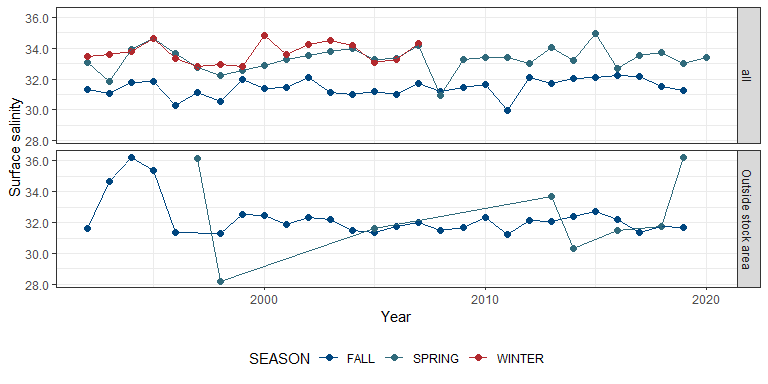 36.0
34.0
32.0
30.0
28.0
all
36.0
34.0
32.0
30.0
28.0
Outside stock area
Surface salinity
2000
2010
2020
Year
SEASON FALL SPRING WINTER